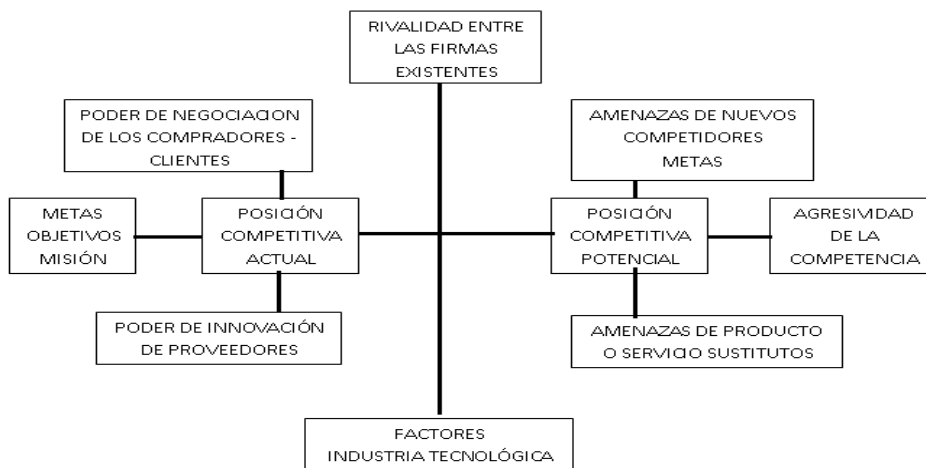 RIVALIDAD ENTRE
LAS FIRMAS
EXISTENTES
PODER DE NEGOCIACION
DE LOS COMPRADORES -
CLIENTES
AMENAZAS DE NUEVOS
COMPETIDORES
METAS
METAS
OBJETIVOS
MISIÓN
POSICIÓN
COMPETITIVA
ACTUAL
POSICIÓN
COMPETITIVA
POTENCIAL
AGRESIVIDAD
DE LA
COMPETENCIA
PODER DE INNOVACIÓN
DE PROVEEDORES
AMENAZAS DE PRODUCTO
O SERVICIO SUSTITUTOS
FACTORES
INDUSTRIA TECNOLÓGICA